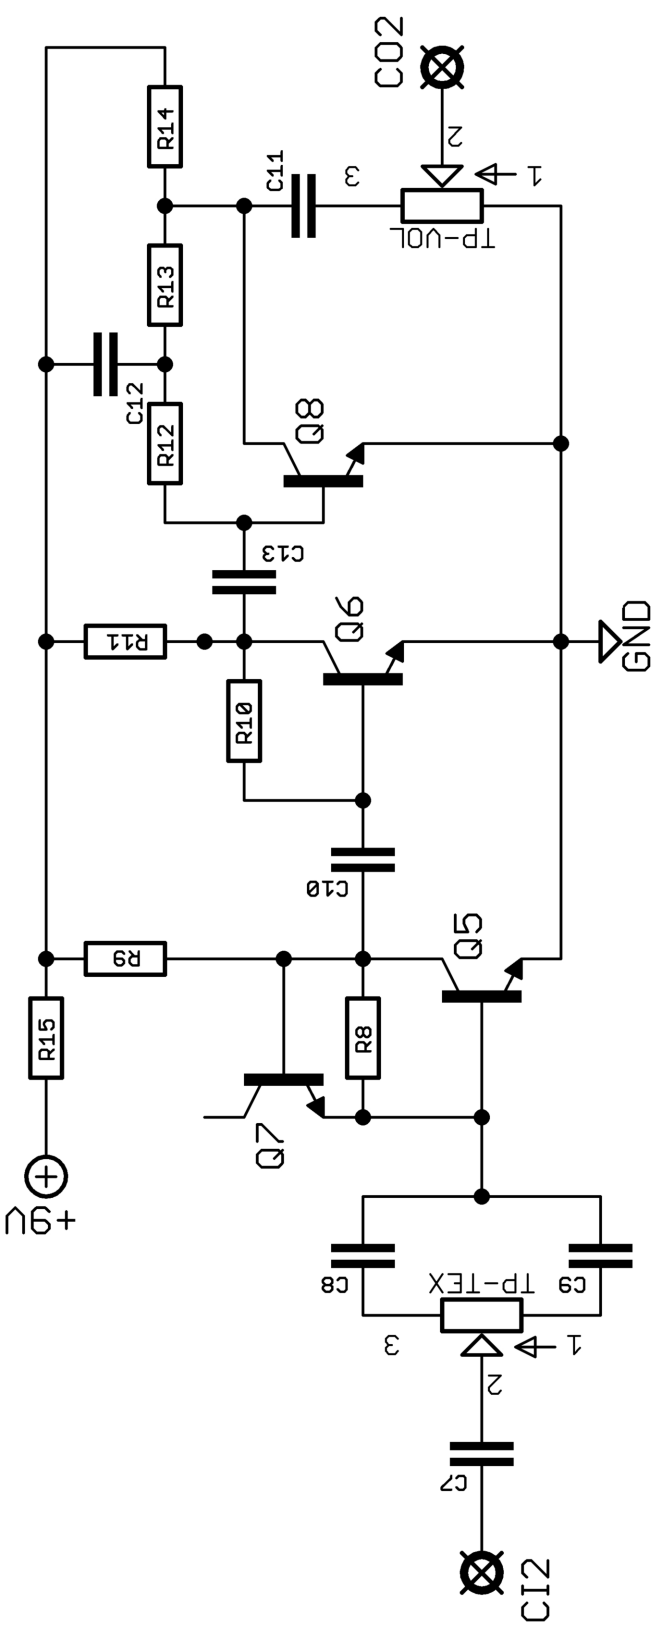 CO2
2
R14
C11
3
1
TP-VOL
R13
C12
Q8
R12
C13
Q6
R11
GND
R10
C10
Q5
R9
R15
R8
Q7
+9V
C8
TP-TEX
C9
3
1
2
C7
CI2